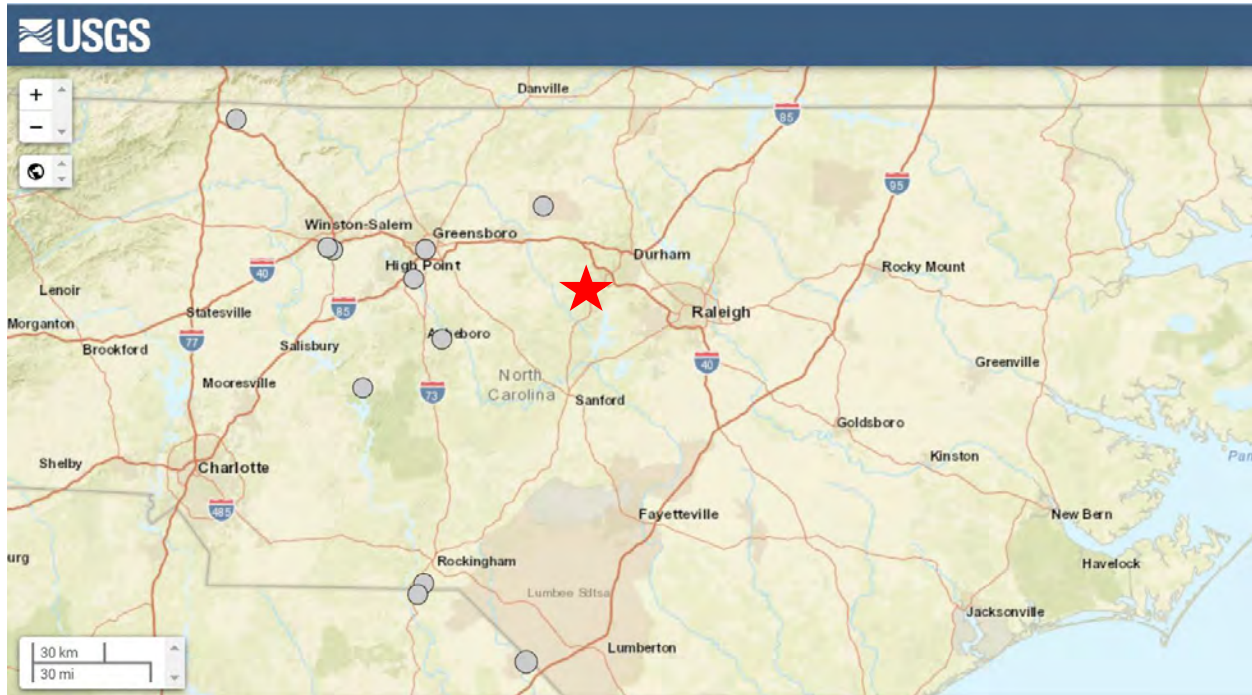 USGS
+
−
Danville
85
95
Winston-Salem
Greensboro
Durham
High Point
40
Rocky Mount
Lenoir
Statesville
85
Raleigh
Morganton
Brookford
77
Salisbury
40
Greenville
Mooresville
North
Carolina
73
Sanford
Goldsboro
Kinston
Shelby
Charlotte
485
Fayetteville
New Bern
urg
Rockingham
Havelock
Lumbee Sdtsa
Jacksonville
Lumberton
30 km
30 mi